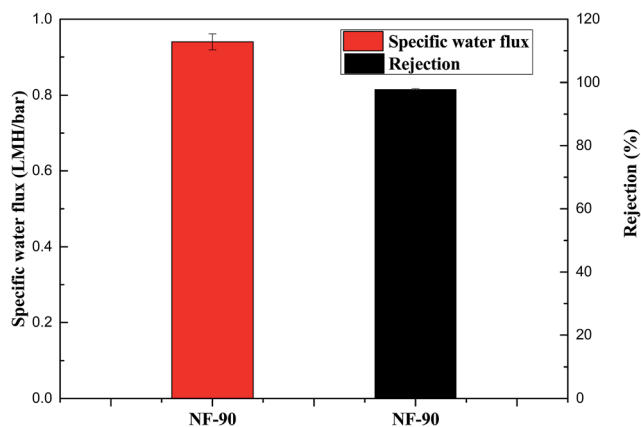 Specific water flux
Rejection
Specific water flux (LMH/bar)
1.0
0.8
0.6
0.4
0.2
0.0
120
100
80
60
40
20
0
Rejection (%)
NF-90 NF-90